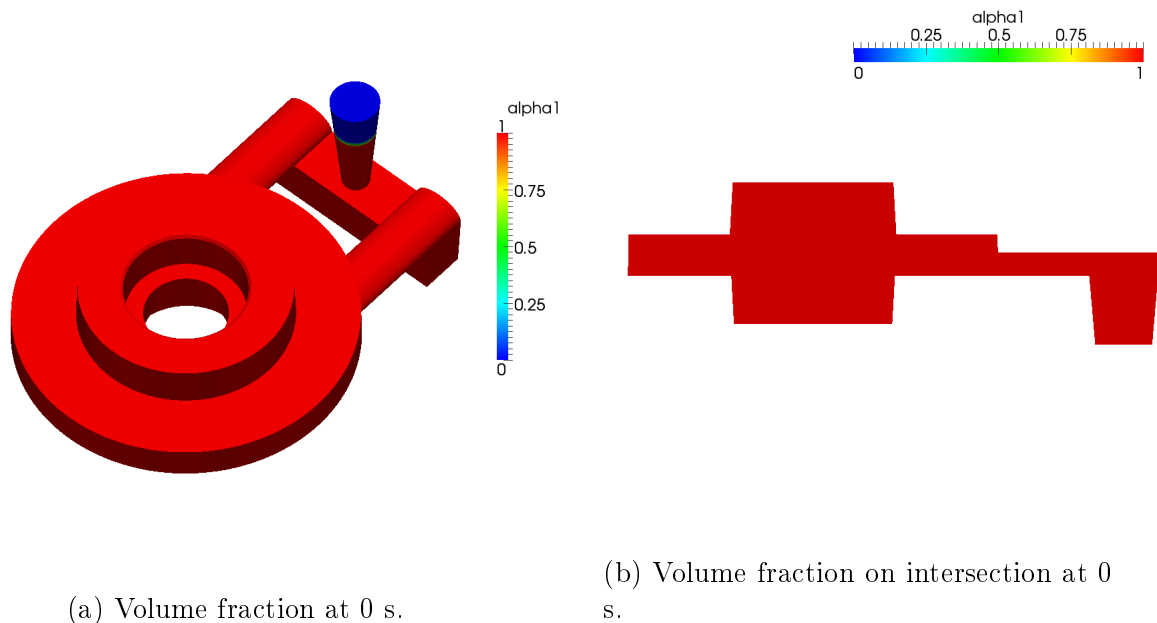 alpha1
1
0.75
0.5
0.25
0
alpha1
0.25 0.5 0.75
0 1
(a) Volume fraction at 0 s.
(b) Volume fraction on intersection at 0
s.